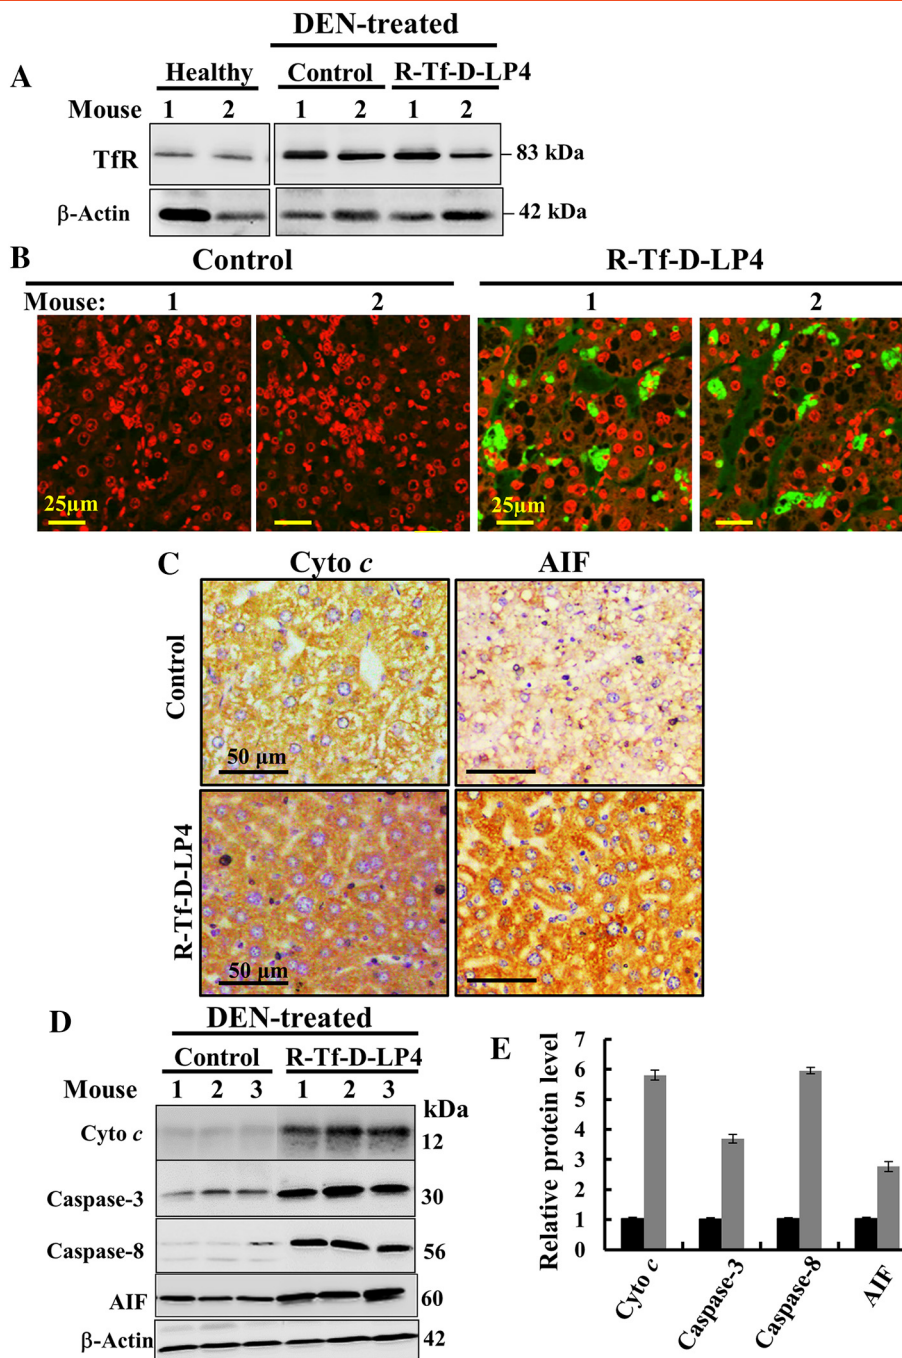 DEN-treated
A
Healthy Control R-Tf-D-LP4
Mouse 1 2 1 2 1 2
TfR 83 kDa
β-Actin 42 kDa
B
Control R-Tf-D-LP4
Mouse: 1 2 1 2
25µm 25µm
C Cyto c AIF
Control
50 µm
R-Tf-D-LP4
50 µm
D DEN-treated
Control R-Tf-D-LP4
Mouse 1 2 3 1 2 3 kDa
Cyto c 12
Caspase-3 30
Caspase-8 56
AIF 60
β-Actin 42
E
Relative protein level
7
6
5
4
3
2
1
0
Cyto c Caspase-3 Caspase-8 AIF